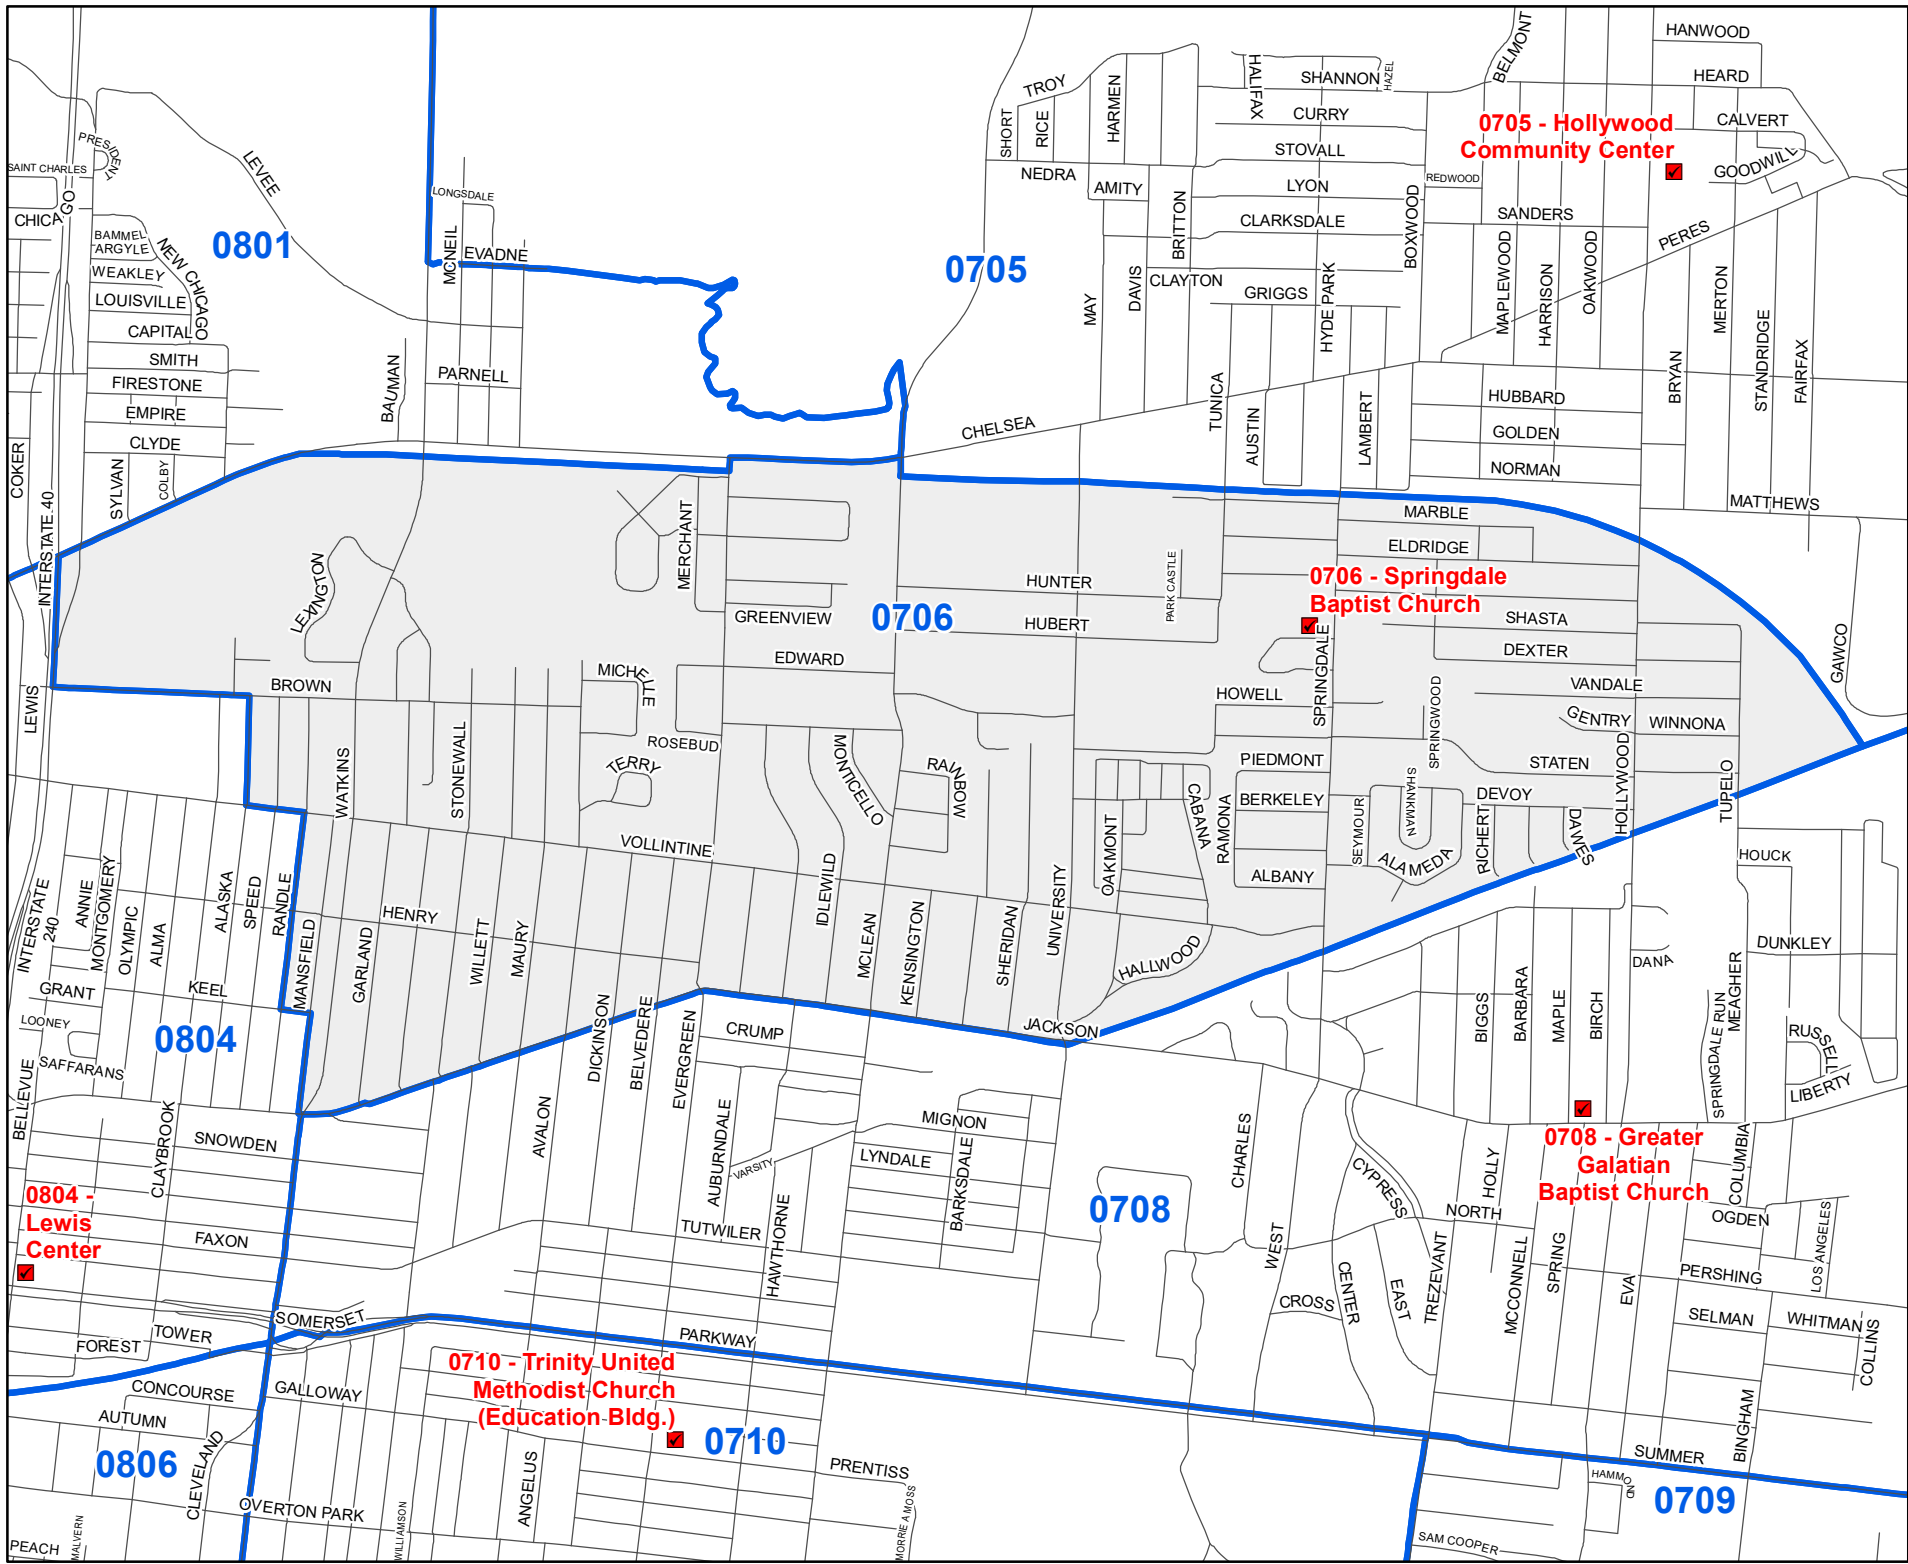 HANWOOD
BELMONT
HEARD
SHANNON
HAZEL
HALIFAX
TROY
HARMEN
RICE
SHORT
CURRY
0705 - Hollywood
Community Center
CALVERT
GOODWILL
STOVALL
NEDRA
AMITY
LYON
REDWOOD
CLARKSDALE
SANDERS
PERES
BOXWOOD
BRITTON
DAVIS
MAY
CLAYTON
GRIGGS
HYDE PARK
MAPLEWOOD
HARRISON
OAKWOOD
MERTON
STANDRIDGE
FAIRFAX
BRYAN
PRESIDENT
SAINT CHARLES
CHICAGO
LEVEE
LONGSDALE
BAMMEL
ARGYLE
NEW CHICAGO
WEAKLEY
LOUISVILLE
CAPITAL
SMITH
FIRESTONE
EMPIRE
CLYDE
0801
MCNEIL
EVADNE
0705
BAUMAN
PARNELL
CHELSEA
TUNICA
AUSTIN
LAMBERT
HUBBARD
GOLDEN
NORMAN
MATTHEWS
COKER
SYLVAN
COLBY
INTERSTATE 40
MERCHANT
LEXINGTON
MARBLE
ELDRIDGE
0706 - Springdale
Baptist Church
HUNTER
PARK CASTLE
0706
GREENVIEW
HUBERT
SHASTA
DEXTER
SPRINGDALE
GAWCO
EDWARD
MICHELLE
BROWN
LEWIS
HOWELL
VANDALE
SPRINGWOOD
GENTRY
WINNONA
STONEWALL
WATKINS
ROSEBUD
TERRY
MONTICELLO
RAINBOW
PIEDMONT
STATEN
HOLLYWOOD
TUPELO
CABANA
RAMONA
BERKELEY
SEYMOUR
SHANKMAN
DEVOY
RICHERT
DAWES
ALAMEDA
OAKMONT
ALBANY
VOLLINTINE
HOUCK
INTERSTATE
240
ANNIE
MONTGOMERY
OLYMPIC
ALMA
ALASKA
SPEED
RANDLE
MANSFIELD
HENRY
GARLAND
WILLETT
MAURY
IDLEWILD
MCLEAN
KENSINGTON
SHERIDAN
UNIVERSITY
HALLWOOD
DUNKLEY
DANA
GRANT
KEEL
LOONEY
0804
SAFFARANS
DICKINSON
BELVEDERE
EVERGREEN
CRUMP
JACKSON
BIGGS
BARBARA
MAPLE
BIRCH
SPRINGDALE RUN
MEAGHER
RUSSELL
LIBERTY
BELLEVUE
CLAYBROOK
SNOWDEN
AVALON
AUBURNDALE
VARSITY
MIGNON
LYNDALE
BARKSDALE
CHARLES
CYPRESS
HOLLY
0708 - Greater
Galatian
Baptist Church
COLUMBIA
0804 -
Lewis
Center
FAXON
TUTWILER
HAWTHORNE
0708
WEST
NORTH
OGDEN
LOS ANGELES
PERSHING
CENTER
EAST
TREZEVANT
MCCONNELL
SPRING
EVA
CROSS
SELMAN
WHITMAN
COLLINS
SOMERSET
TOWER
FOREST
PARKWAY
0710 - Trinity United
Methodist Church
(Education Bldg.)
CONCOURSE
GALLOWAY
AUTUMN
0806
CLEVELAND
0710
ANGELUS
PRENTISS
BINGHAM
SUMMER
HAMMOND
0709
OVERTON PARK
WILLIAMSON
MORRIE A MOSS
SAM COOPER
PEACH
MALVERN